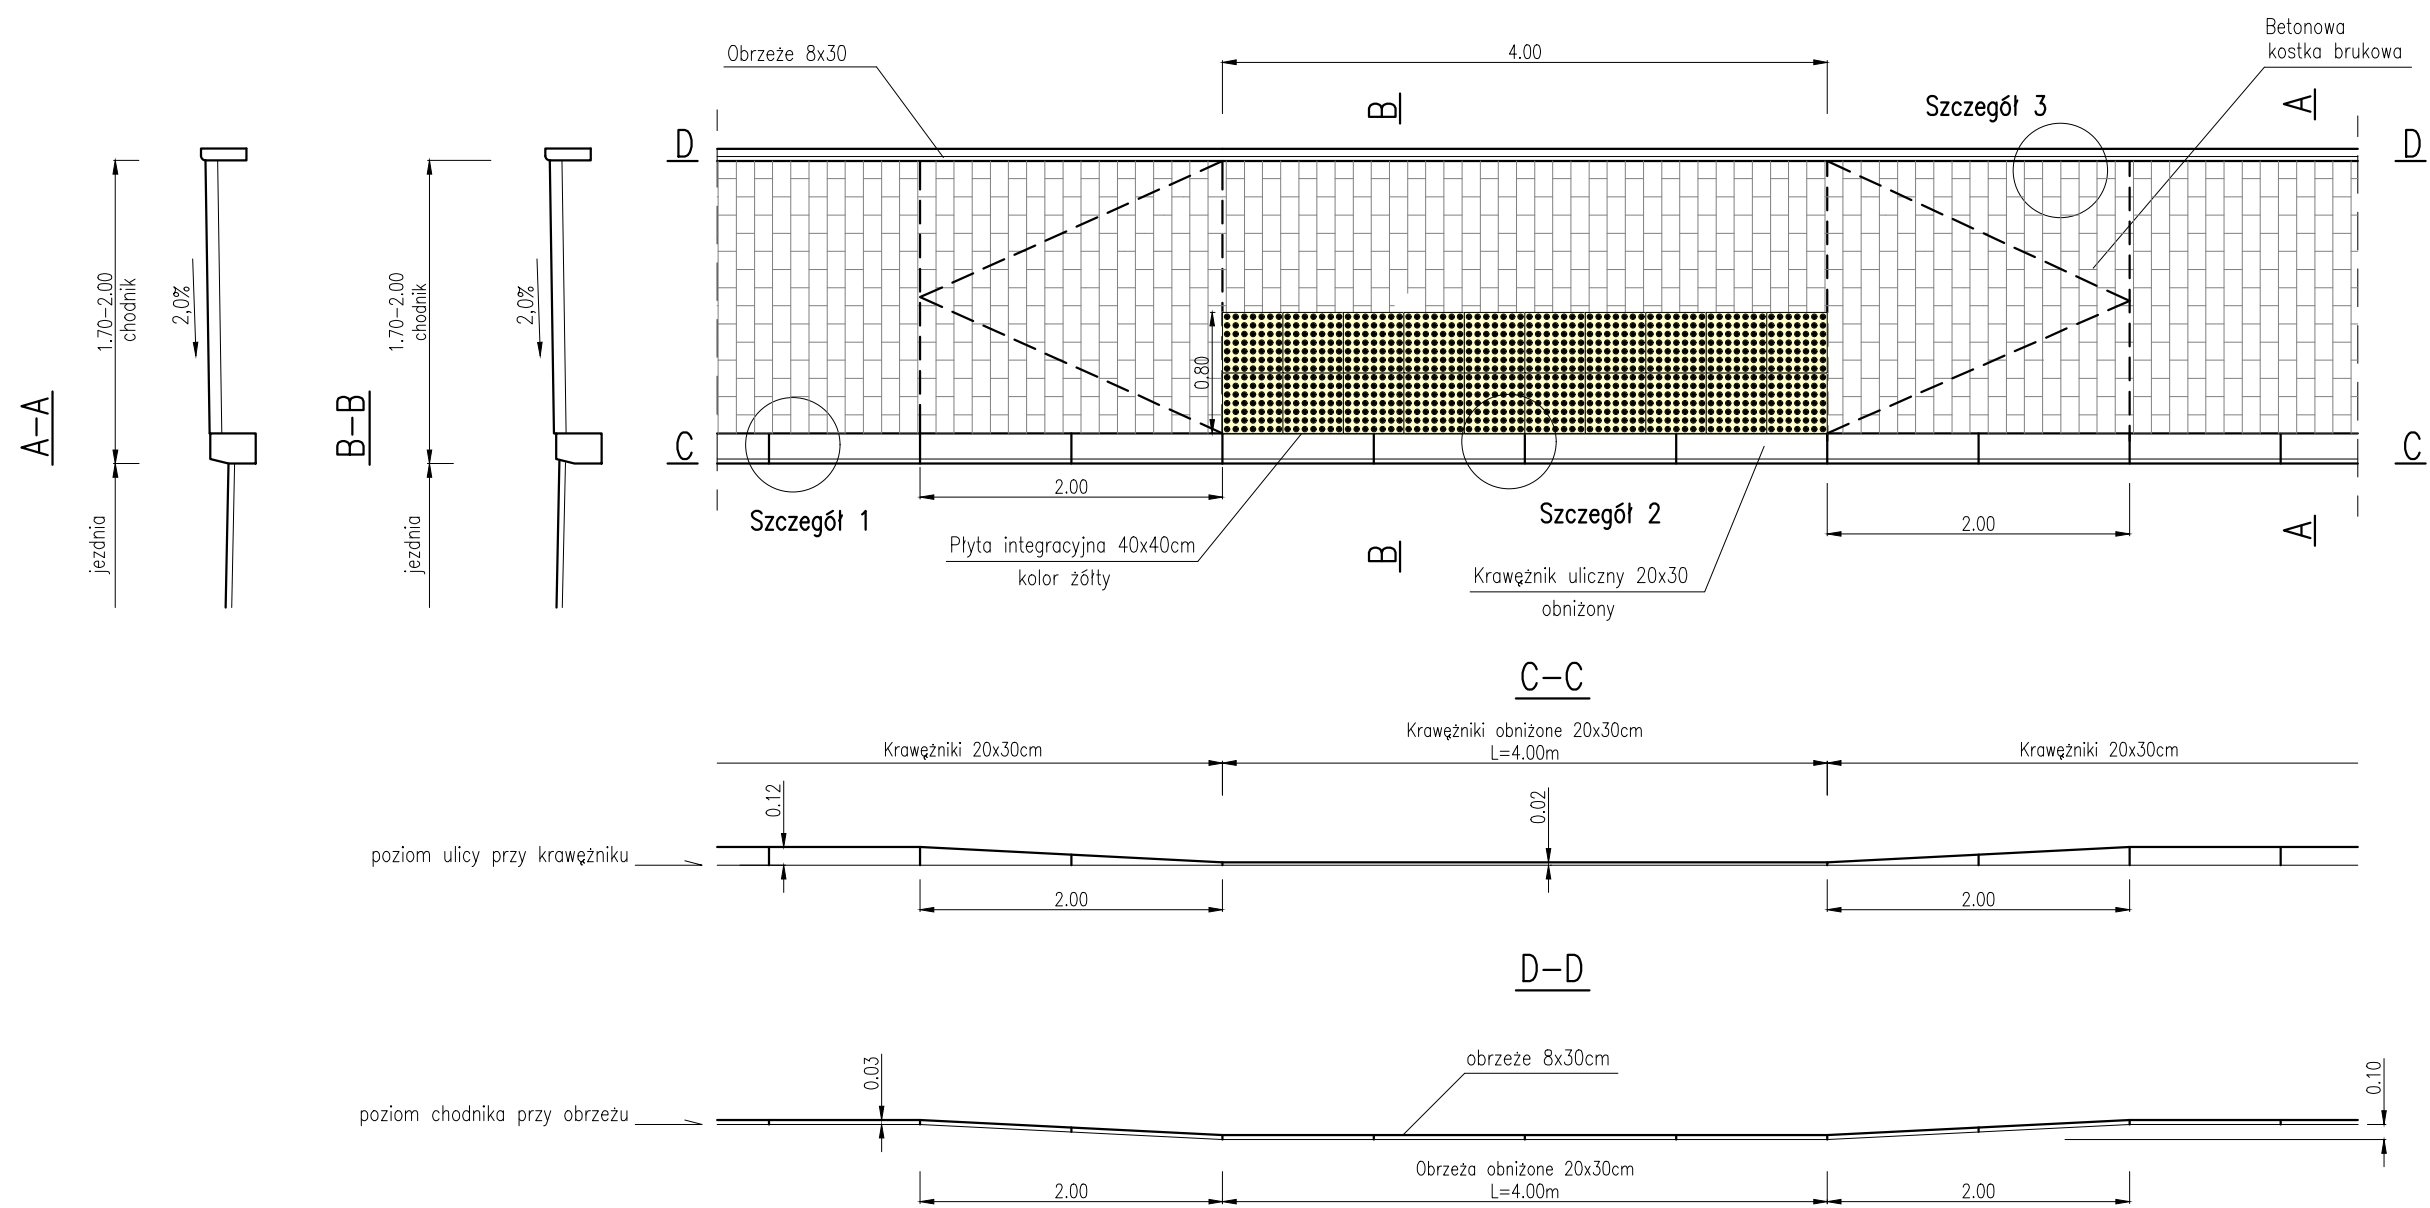 Betonowa
kostka brukowa
Obrzeże 8x30
4.00
B
Szczegół 3
A
D
D
1.70-2.00
chodnik
2,0%
1.70-2.00
chodnik
2,0%
0.80
A-A
B-B
C
C
2.00
Szczegół 1
Szczegół 2
2.00
A
jezdnia
jezdnia
Płyta integracyjna 40x40cm
kolor żółty
B
Krawężnik uliczny 20x30
obniżony
C-C
Krawężniki 20x30cm
Krawężniki obniżone 20x30cm
L=4.00m
Krawężniki 20x30cm
0.12
0.02
poziom ulicy przy krawężniku
2.00
2.00
D-D
0.03
obrzeże 8x30cm
0.10
poziom chodnika przy obrzeżu
Obrzeża obniżone 20x30cm
2.00
L=4.00m
2.00